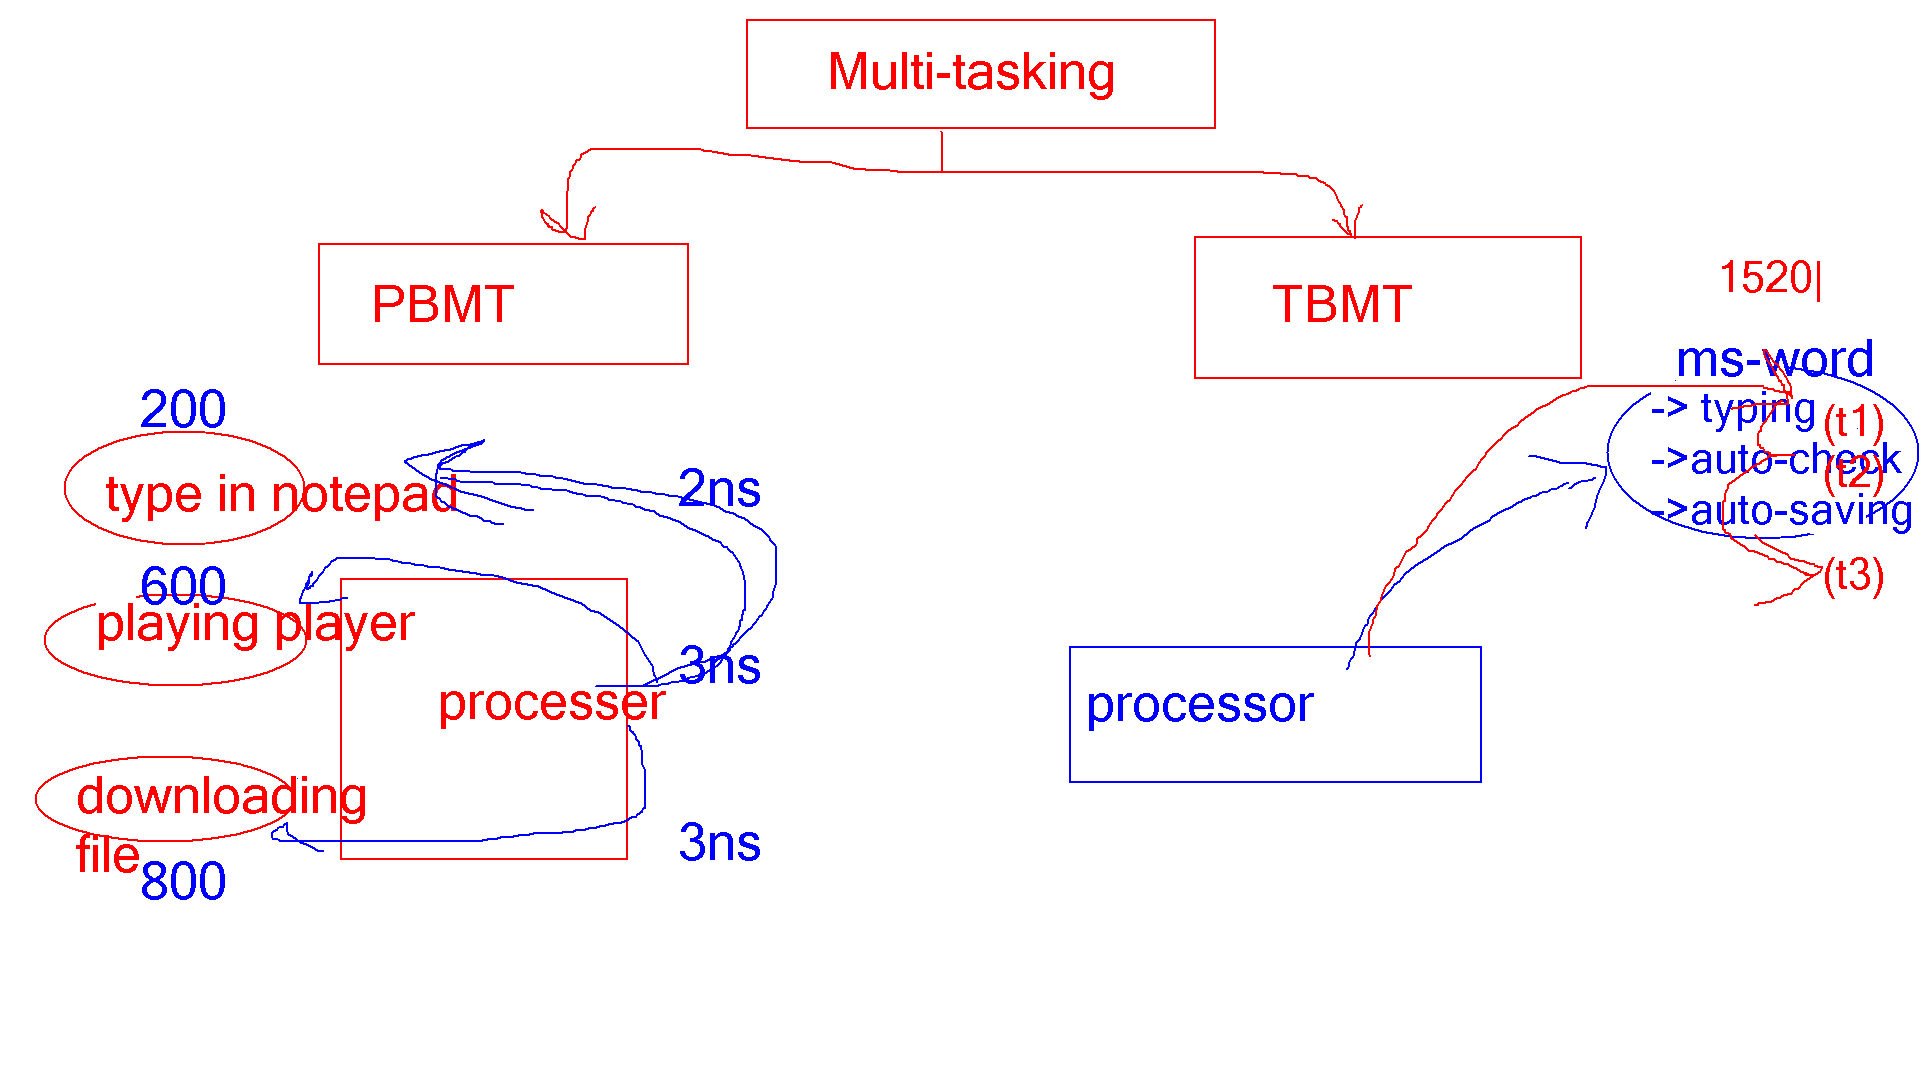 Multi-tasking
PBMT
TBMT
1520|
200
type in notepad
2ns
600
playing player
3ns
processer
downloading
file
800
3ns
ms-word
-> typing (t1)
->auto-check (t2)
->auto-saving
(t3)
processor